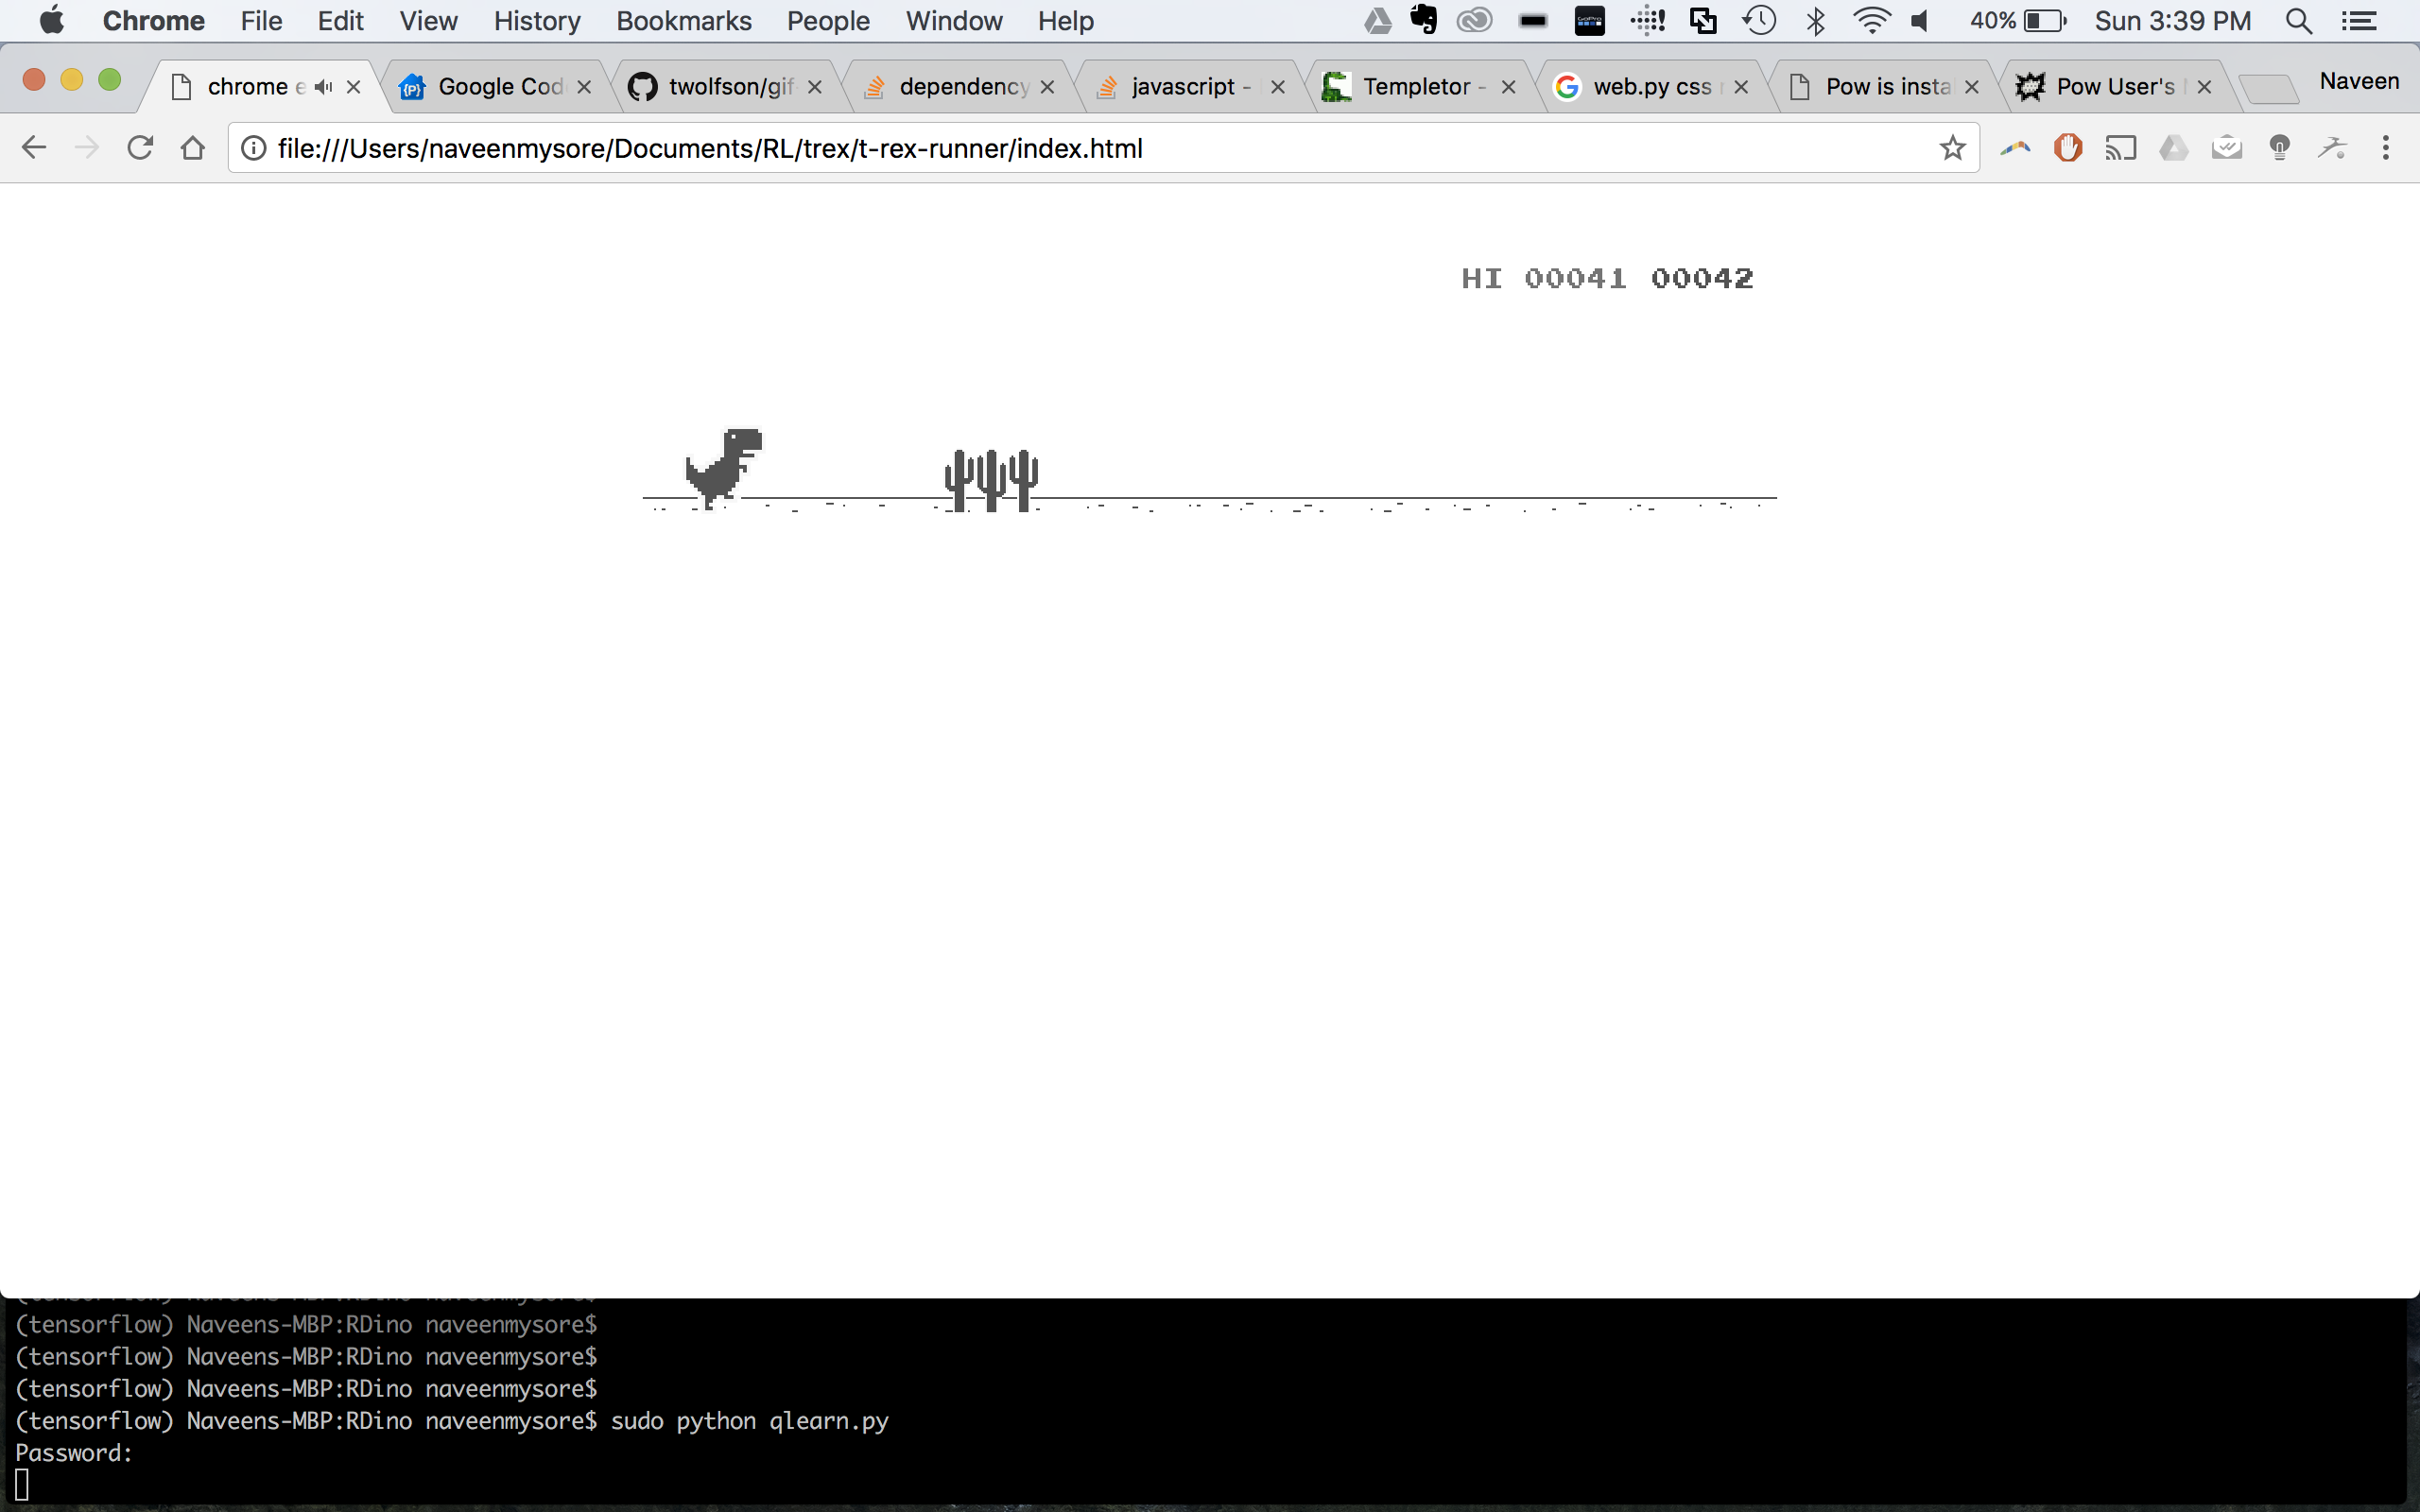 Chrome File Edit View History Bookmarks People Window Help 40% Sun 3:39 PM
chrome e Google Cod twolfson/gif dependency javascript - Templetor - web.py css Pow is insta Pow User's Naveen
file:///Users/naveenmysore/Documents/RL/trex/t-rex-runner/index.html
HI 00041 00042
(tensorflow) Naveens-MBP:RDino naveenmysore$
(tensorflow) Naveens-MBP:RDino naveenmysore$
(tensorflow) Naveens-MBP:RDino naveenmysore$
(tensorflow) Naveens-MBP:RDino naveenmysore$ sudo python qlearn.py
Password: